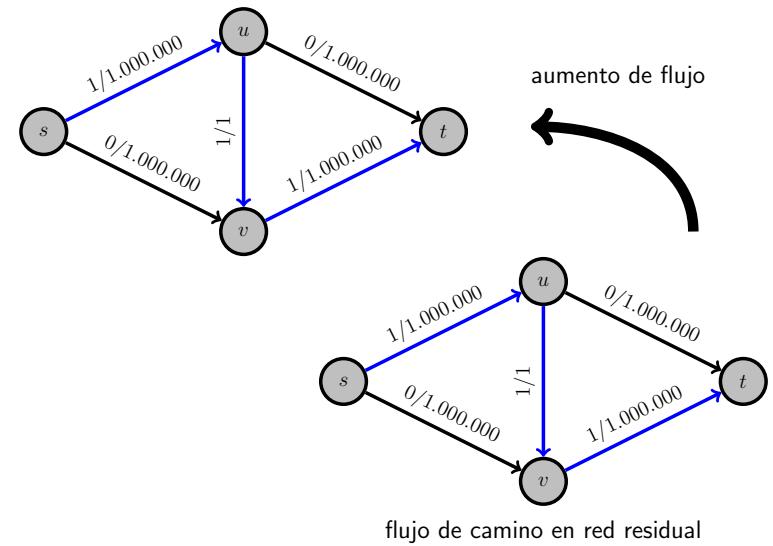 u
1/1.000.000
0/1.000.000
aumento de flujo
s
1/1
t
0/1.000.000
1/1.000.000
v
u
1/1.000.000
0/1.000.000
s
1/1
t
0/1.000.000
1/1.000.000
v
flujo de camino en red residual